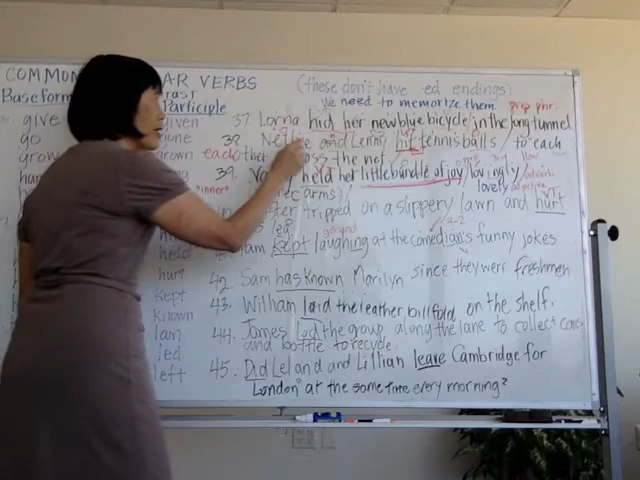 COMMON AR VERBS (these don't have -ed endings)
we need to memorize them. prep phr.
Base form Past Participle
give given 37 Lorna hid her new blue bicycle in the long tunnel
go gone 38. and Lenny hit tennis balls to each
grown each other the net
39. held her little bundle of joy lovingly How
adverb
"inner" arms) lovely adjective
tripped on a slippery lawn and hurt
leg
gerund
held kept laughing at the comedian's funny jokes
hurt 42. Sam has known Marilyn since they were freshmen
kept
known 43. William laid the leather billfold on the shelf.
lain 44. James led the group along the lane to collect cans
led and bottle to recycle.
left 45. Did Leland and Lillian leave Cambridge for
London at the same time every morning?